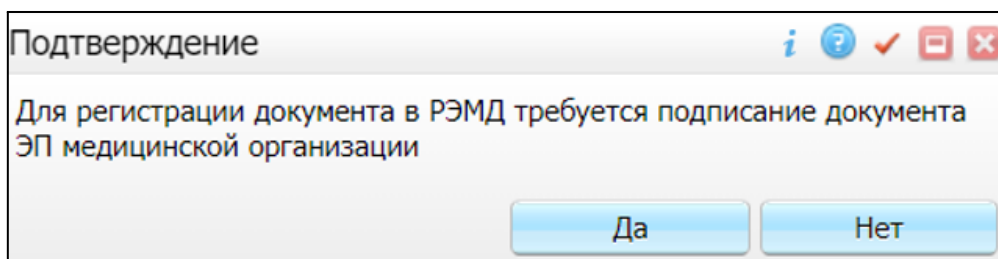 Подтверждение
Для регистрации документа в РЭМД требуется подписание документа
ЭП медицинской организации
Да
Нет